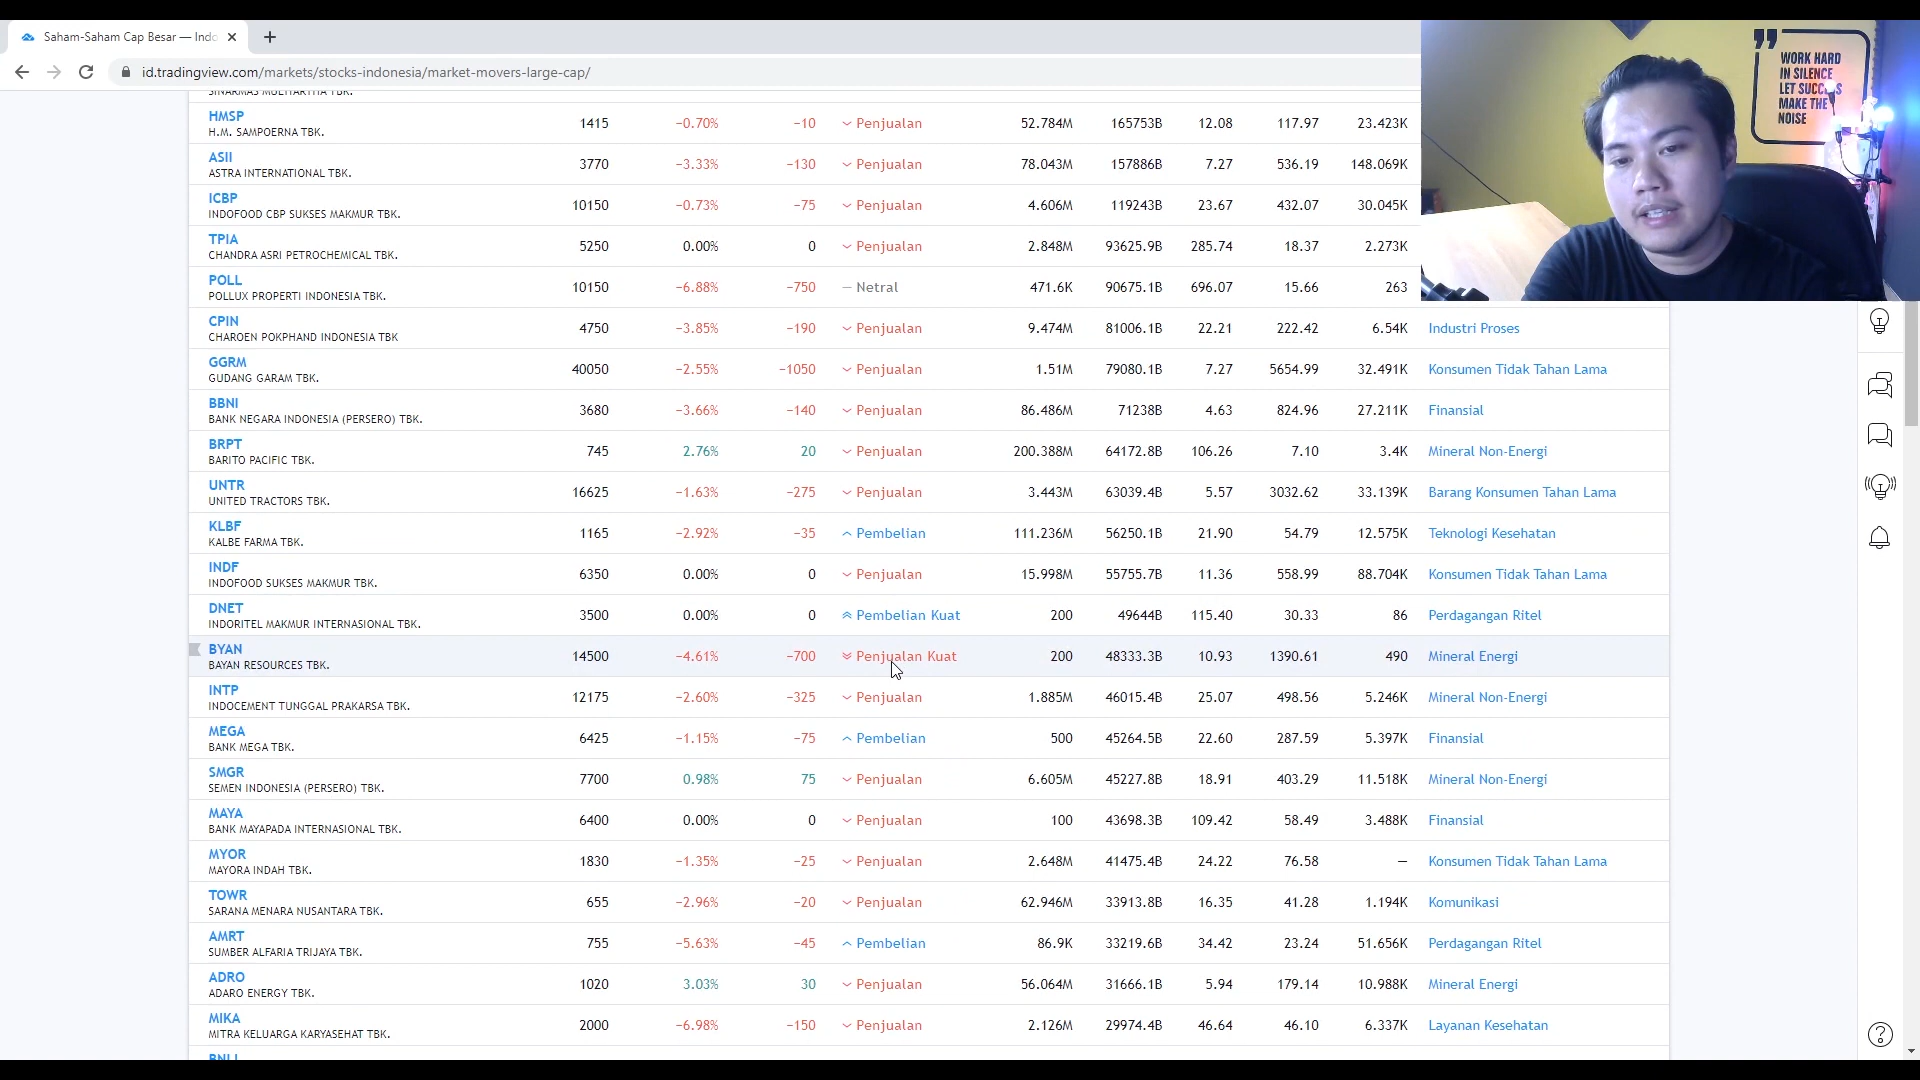 Saham-Saham Cap Besar — Indo
id.tradingview.com/markets/stocks-indonesia/market-movers-large-cap/
WORK HARD
IN SILENCE
LET SUCCESS
MAKE THE
NOISE
SINARMAS MULTIARTHA TBK.
HMSP 1415 −0.70% −10 Penjualan 52.784M 165753B 12.08 117.97 23.423K
H.M. SAMPOERNA TBK.
ASII 3770 −3.33% −130 Penjualan 78.043M 157886B 7.27 536.19 148.069K
ASTRA INTERNATIONAL TBK.
ICBP 10150 −0.73% −75 Penjualan 4.606M 119243B 23.67 432.07 30.045K
INDOFOOD CBP SUKSES MAKMUR TBK.
TPIA 5250 0.00% 0 Penjualan 2.848M 93625.9B 285.74 18.37 2.273K
CHANDRA ASRI PETROCHEMICAL TBK.
POLL 10150 −6.88% −750 — Netral 471.6K 90675.1B 696.07 15.66 263
POLLUX PROPERTI INDONESIA TBK.
CPIN 4750 −3.85% −190 Penjualan 9.474M 81006.1B 22.21 222.42 6.54K Industri Proses
CHAROEN POKPHAND INDONESIA TBK
GGRM 40050 −2.55% −1050 Penjualan 1.51M 79080.1B 7.27 5654.99 32.491K Konsumen Tidak Tahan Lama
GUDANG GARAM TBK.
BBNI 3680 −3.66% −140 Penjualan 86.486M 71238B 4.63 824.96 27.211K Finansial
BANK NEGARA INDONESIA (PERSERO) TBK.
BRPT 745 2.76% 20 Penjualan 200.388M 64172.8B 106.26 7.10 3.4K Mineral Non-Energi
BARITO PACIFIC TBK.
UNTR 16625 −1.63% −275 Penjualan 3.443M 63039.4B 5.57 3032.62 33.139K Barang Konsumen Tahan Lama
UNITED TRACTORS TBK.
KLBF 1165 −2.92% −35 Pembelian 111.236M 56250.1B 21.90 54.79 12.575K Teknologi Kesehatan
KALBE FARMA TBK.
INDF 6350 0.00% 0 Penjualan 15.998M 55755.7B 11.36 558.99 88.704K Konsumen Tidak Tahan Lama
INDOFOOD SUKSES MAKMUR TBK.
DNET 3500 0.00% 0 Pembelian Kuat 200 49644B 115.40 30.33 86 Perdagangan Ritel
INDORITEL MAKMUR INTERNASIONAL TBK.
BYAN 14500 −4.61% −700 Penjualan Kuat 200 48333.3B 10.93 1390.61 490 Mineral Energi
BAYAN RESOURCES TBK.
INTP 12175 −2.60% −325 Penjualan 1.885M 46015.4B 25.07 498.56 5.246K Mineral Non-Energi
INDOCEMENT TUNGGAL PRAKARSA TBK.
MEGA 6425 −1.15% −75 Pembelian 500 45264.5B 22.60 287.59 5.397K Finansial
BANK MEGA TBK.
SMGR 7700 0.98% 75 Penjualan 6.605M 45227.8B 18.91 403.29 11.518K Mineral Non-Energi
SEMEN INDONESIA (PERSERO) TBK.
MAYA 6400 0.00% 0 Penjualan 100 43698.3B 109.42 58.49 3.488K Finansial
BANK MAYAPADA INTERNASIONAL TBK.
MYOR 1830 −1.35% −25 Penjualan 2.648M 41475.4B 24.22 76.58 — Konsumen Tidak Tahan Lama
MAYORA INDAH TBK.
TOWR 655 −2.96% −20 Penjualan 62.946M 33913.8B 16.35 41.28 1.194K Komunikasi
SARANA MENARA NUSANTARA TBK.
AMRT 755 −5.63% −45 Pembelian 86.9K 33219.6B 34.42 23.24 51.656K Perdagangan Ritel
SUMBER ALFARIA TRIJAYA TBK.
ADRO 1020 3.03% 30 Penjualan 56.064M 31666.1B 5.94 179.14 10.988K Mineral Energi
ADARO ENERGY TBK.
MIKA 2000 −6.98% −150 Penjualan 2.126M 29974.4B 46.64 46.10 6.337K Layanan Kesehatan
MITRA KELUARGA KARYASEHAT TBK.
BNLI